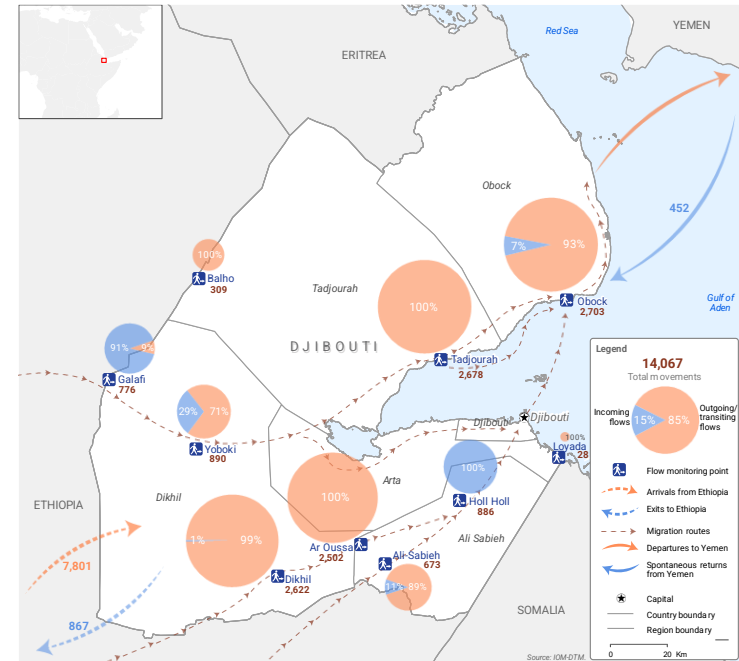 YEMEN
Red Sea
ERITREA
Obock
452
7%
93%
100%
Balho
309
Tadjourah
100%
Gulf of
Aden
Obock
2,703
DJIBOUTI
91%
9%
Galafi
776
Tadjourah
2,678
Legend
14,067
Total movements
Incoming
flows
15%
85%
Outgoing/
transiting
flows
29%
71%
Yoboki
890
Djibouti
Djibouti
100%
Loyada
28
Flow monitoring point
Arrivals from Ethiopia
Exits to Ethiopia
Migration routes
Departures to Yemen
Spontaneous returns
from Yemen
Capital
Country boundary
Region boundary
0 20 Km
100%
Arta
100%
Holl Holl
886
ETHIOPIA
Dikhil
1%
99%
Ar Oussa
2,502
Ali Sabieh
Ali-Sabieh
673
11%
89%
7,801
Dikhil
2,622
867
SOMALIA
Source: IOM-DTM.